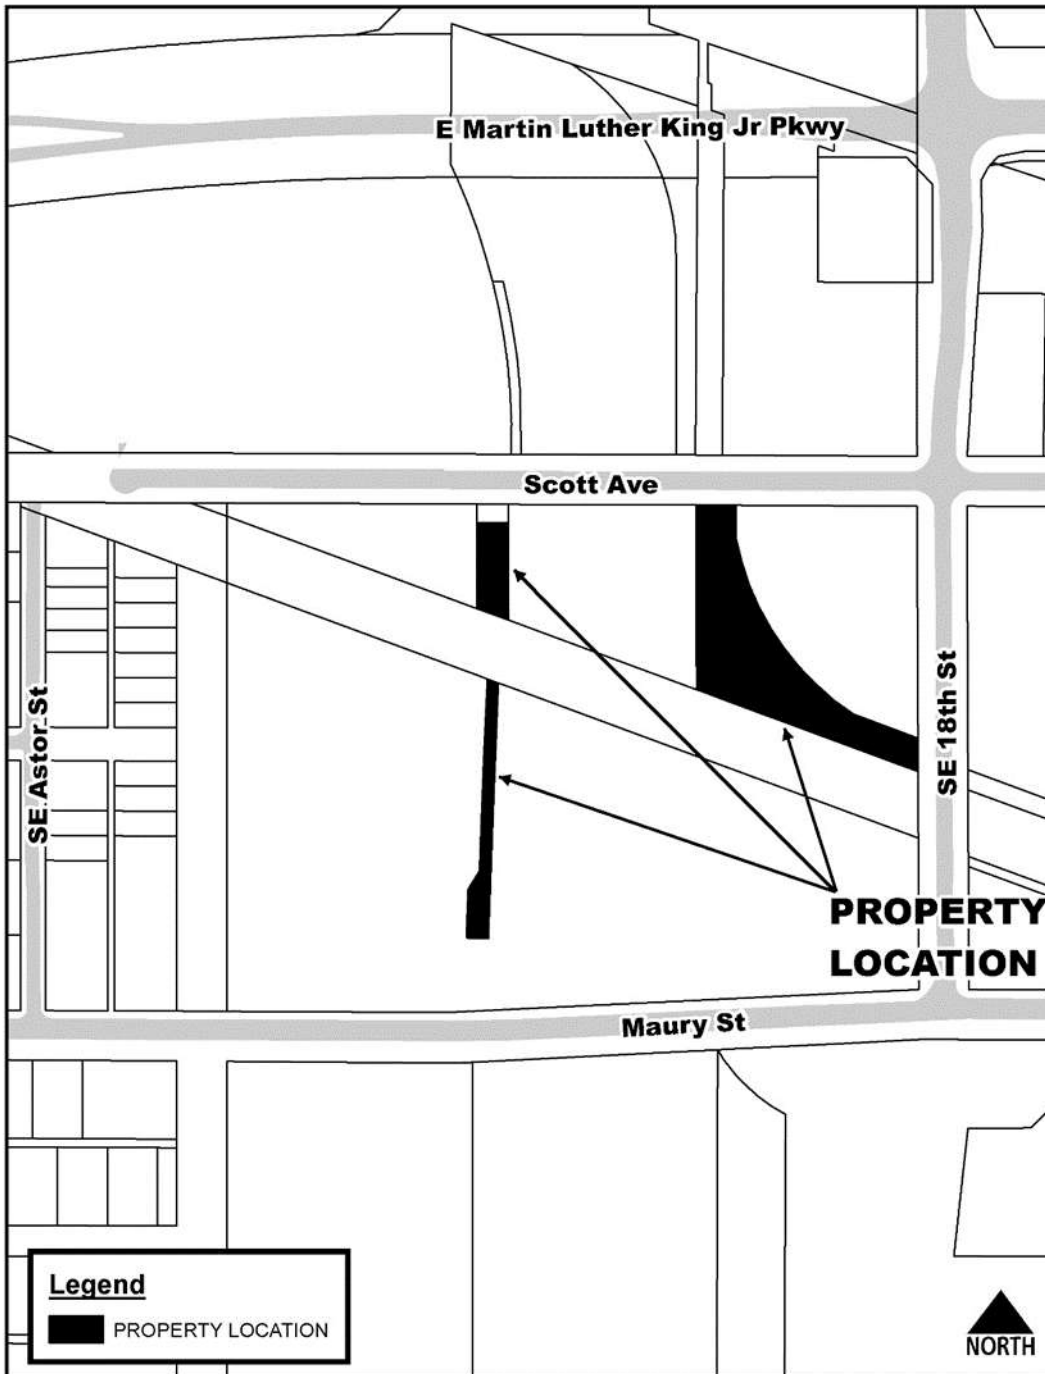 E Martin Luther King Jr Pkwy
Scott Ave
SE Astor St
SE 18th St
PROPERTY
LOCATION
Maury St
Legend
PROPERTY LOCATION
NORTH